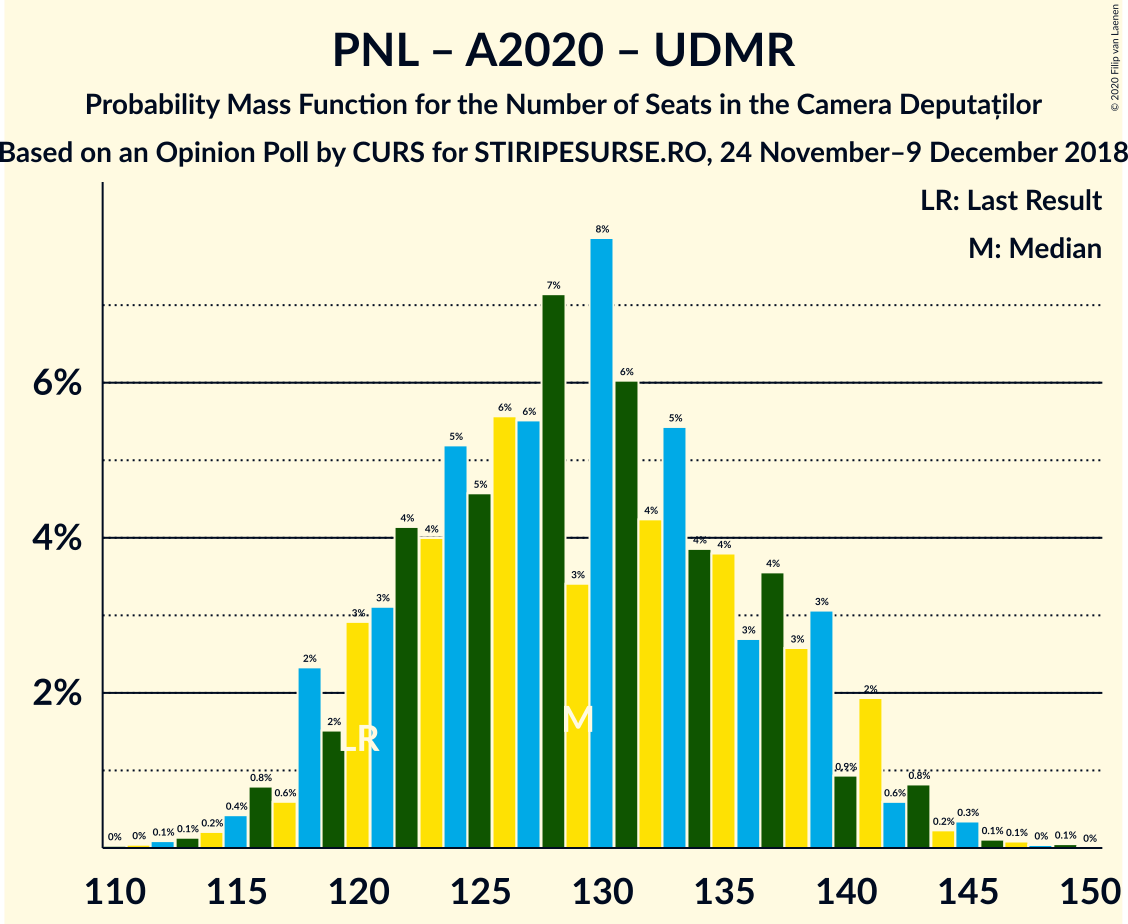 PNL – A2020 – UDMR
Probability Mass Function for the Number of Seats in the Camera Deputaților
Based on an Opinion Poll by CURS for STIRIPESURSE.RO, 24 November–9 December 2018
© 2020 Filip van Laenen
LR: Last Result
M: Median
6%
4%
2%
0% 0% 0.1% 0.1% 0.2% 0.4% 0.8% 0.6% 2% 2% 3% 3% 4% 4% 5% 5% 6% 6% 7% 3% 8% 6% 4% 5% 4% 4% 3% 4% 3% 3% 0.9% 2% 0.6% 0.8% 0.2% 0.3% 0.1% 0.1% 0% 0.1% 0%
LR
M
110 115 120 125 130 135 140 145 150